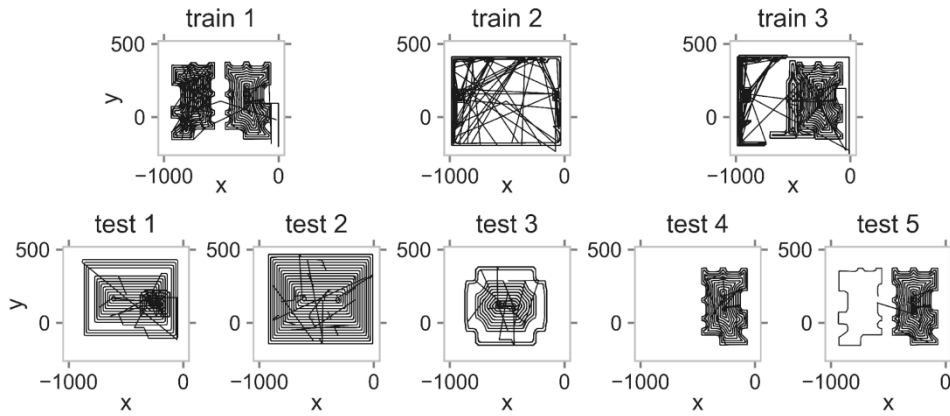 train 1 train 2 train 3
500 500 500
y
0 0 0
−1000 0 −1000 0 −1000 0
x x x
test 1 test 2 test 3 test 4 test 5
500 500 500 500 500
y
0 0 0 0 0
−1000 0 −1000 0 −1000 0 −1000 0 −1000 0
x x x x x